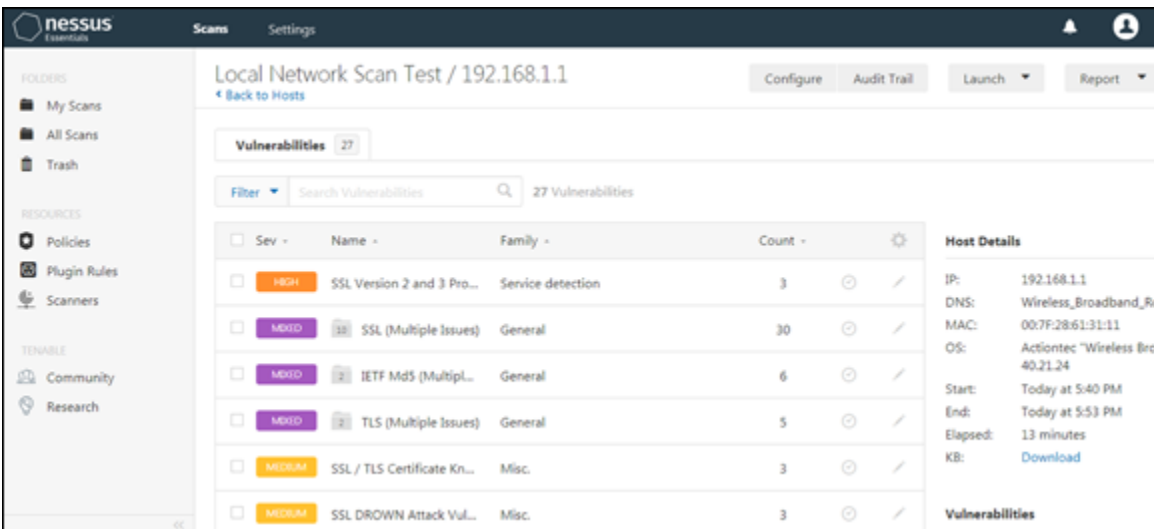 nessus
Essentials
Scans Settings
FOLDERS
My Scans
All Scans
Trash
RESOURCES
Policies
Plugin Rules
Scanners
TENABLE
Community
Research
Local Network Scan Test / 192.168.1.1
Back to Hosts
Configure Audit Trail Launch Report
Vulnerabilities 27
Filter Search Vulnerabilities 27 Vulnerabilities
Sev Name Family Count
HIGH SSL Version 2 and 3 Pro... Service detection 3
MIXED 10 SSL (Multiple Issues) General 30
MIXED 2 IETF Md5 (Multipl... General 6
MIXED 2 TLS (Multiple Issues) General 5
MEDIUM SSL / TLS Certificate Kn... Misc. 3
MEDIUM SSL DROWN Attack Vul... Misc. 3
Host Details
IP: 192.168.1.1
DNS: Wireless_Broadband_R
MAC: 00:7F:28:61:31:11
OS: Actiontec "Wireless Bro
40.21.24
Start: Today at 5:40 PM
End: Today at 5:53 PM
Elapsed: 13 minutes
KB: Download
Vulnerabilities